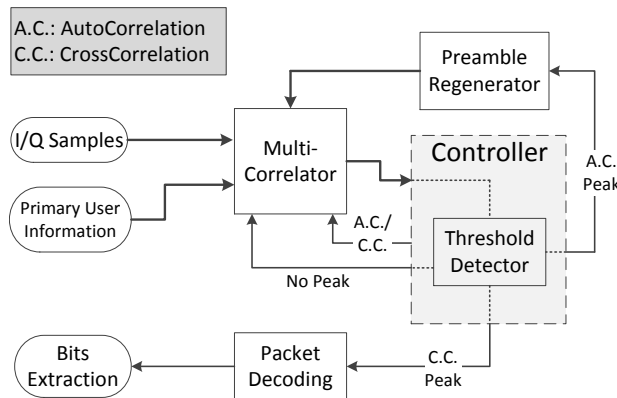 A.C.: AutoCorrelation
C.C.: CrossCorrelation
Preamble
Regenerator
I/Q Samples
Multi-
Correlator
Controller
A.C.
Peak
Primary User
Information
A.C./
C.C.
Threshold
Detector
No Peak
Bits
Extraction
Packet
Decoding
C.C.
Peak